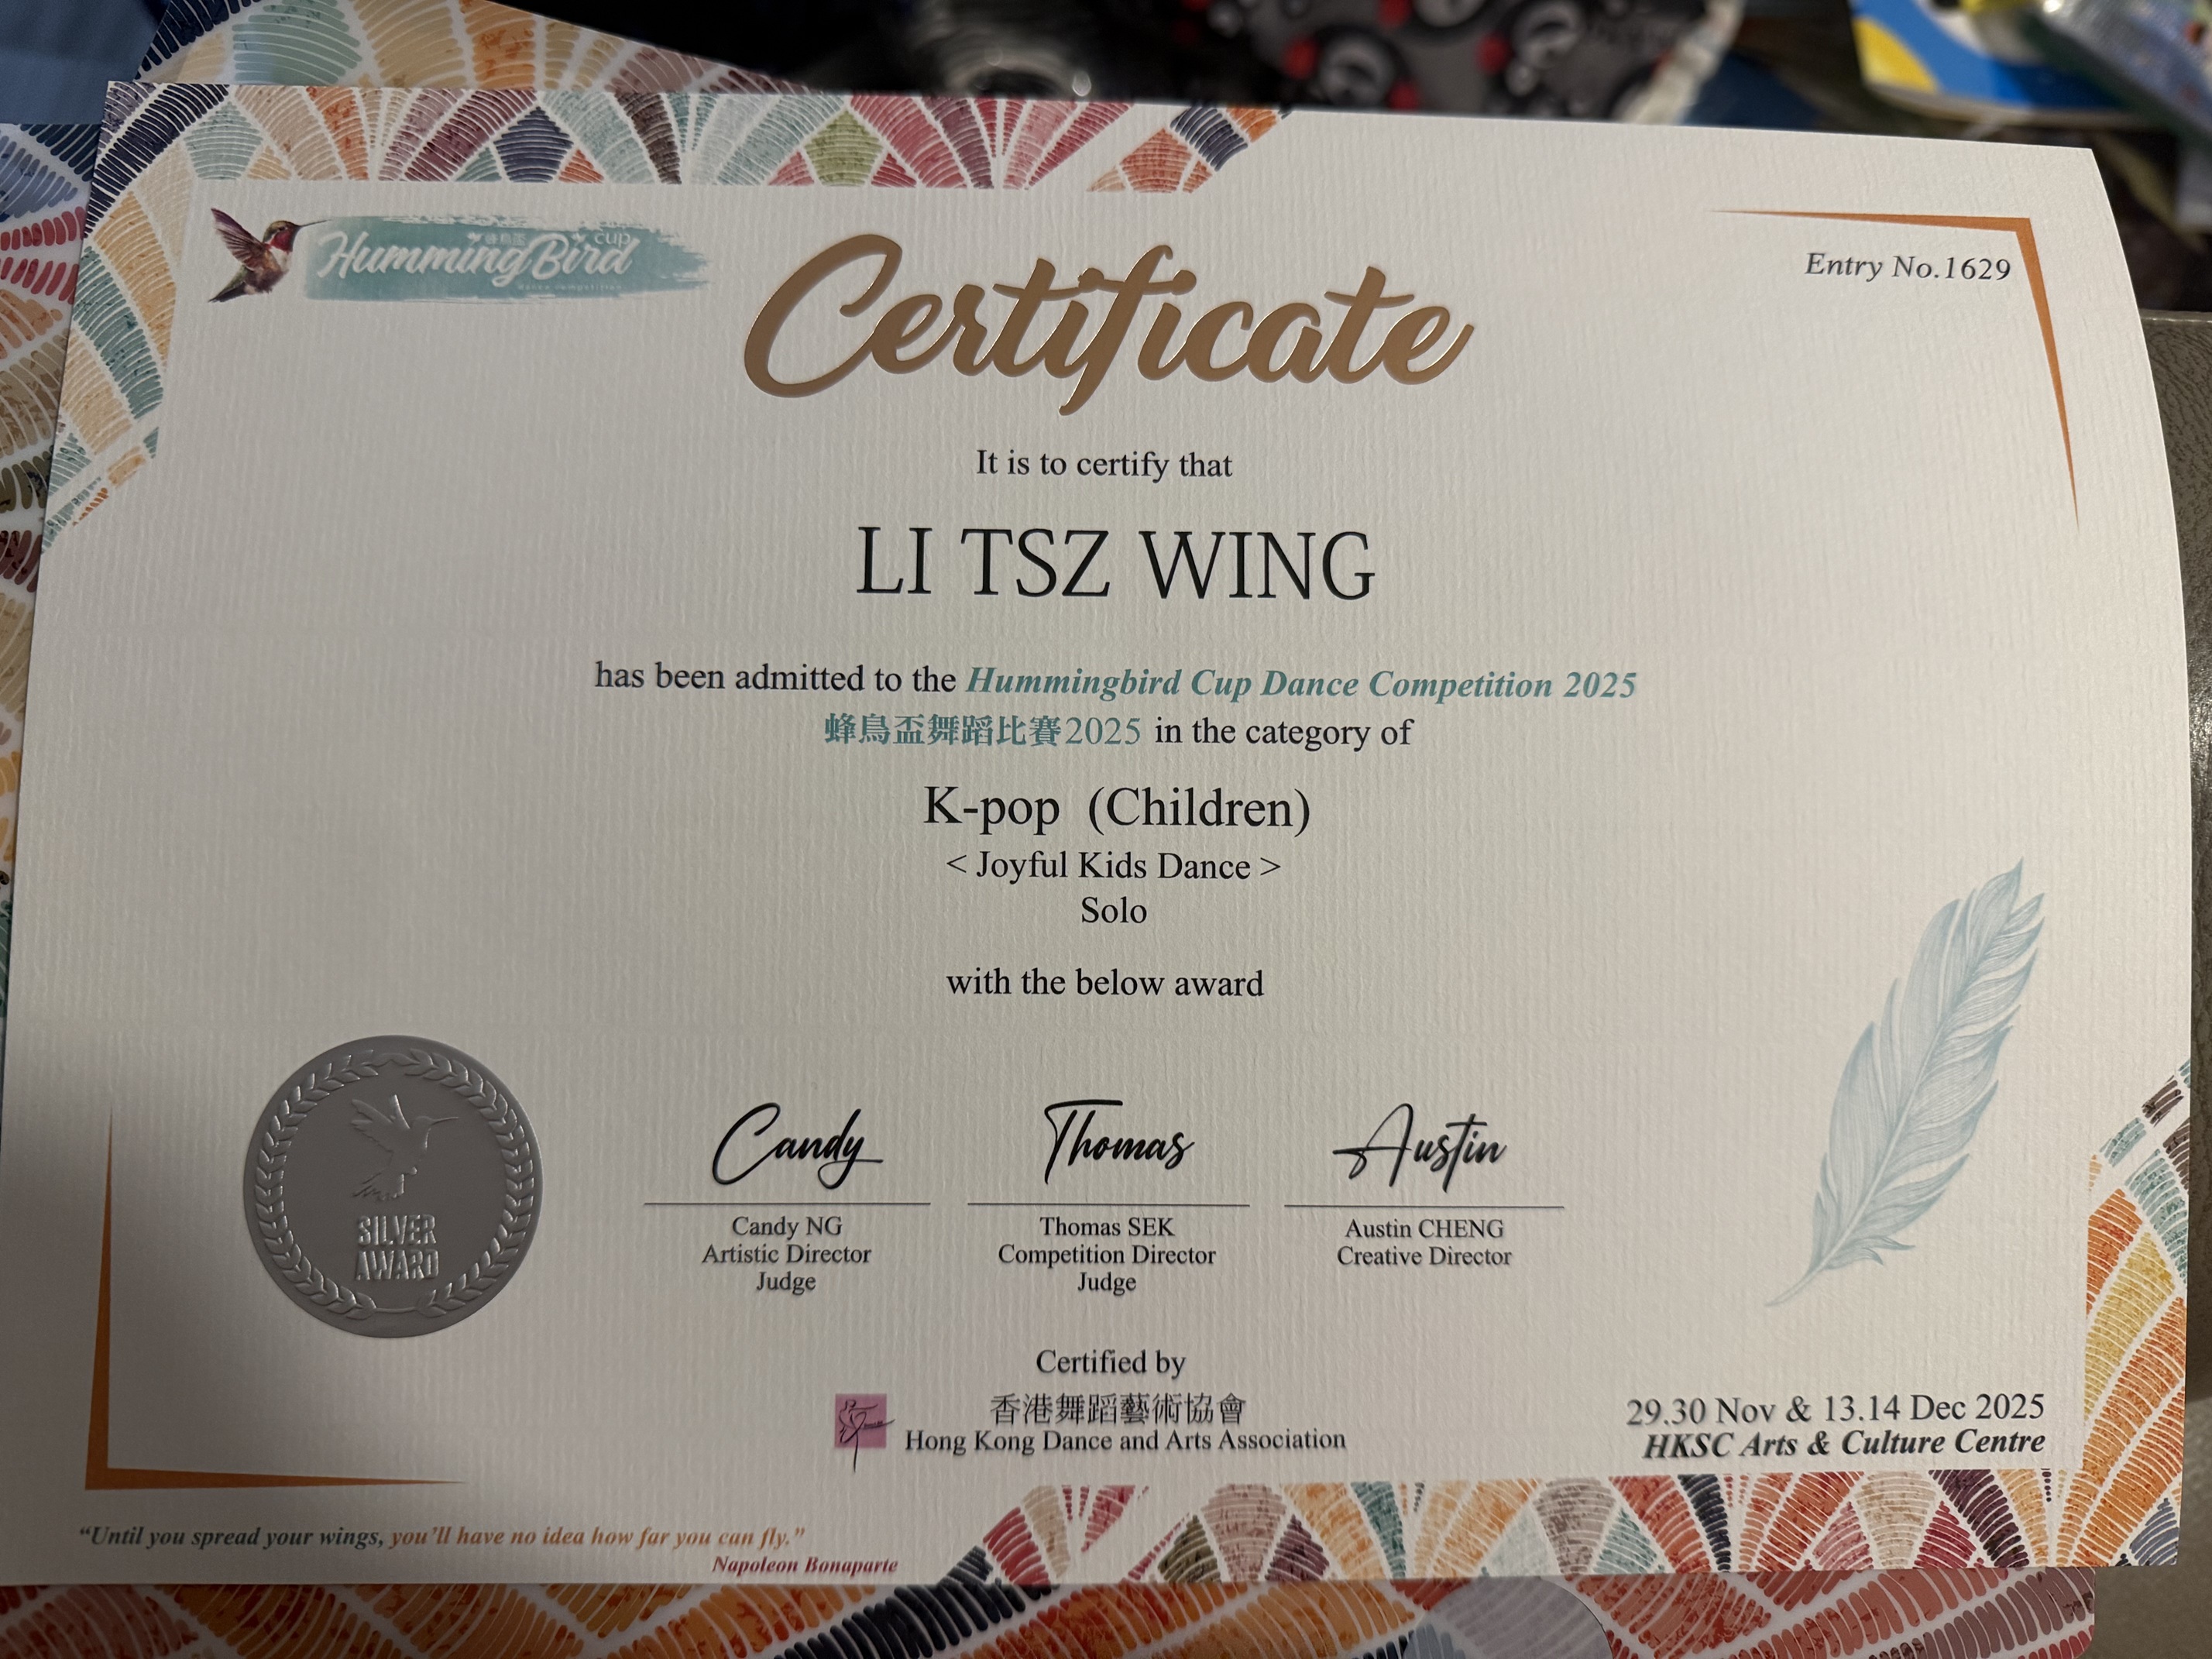 蜂鳥盃 cup
HummingBird
dance competition
Certificate
Entry No.1629
It is to certify that
LI TSZ WING
has been admitted to the Hummingbird Cup Dance Competition 2025
蜂鳥盃舞蹈比賽2025 in the category of
K-pop (Children)
< Joyful Kids Dance >
Solo
with the below award
SILVER
AWARD
Candy
Candy NG
Artistic Director
Judge
Thomas
Thomas SEK
Competition Director
Judge
Austin
Austin CHENG
Creative Director
Certified by
香港舞蹈藝術協會
Hong Kong Dance and Arts Association
29.30 Nov & 13.14 Dec 2025
HKSC Arts & Culture Centre
“Until you spread your wings, you’ll have no idea how far you can fly.”
Napoleon Bonaparte